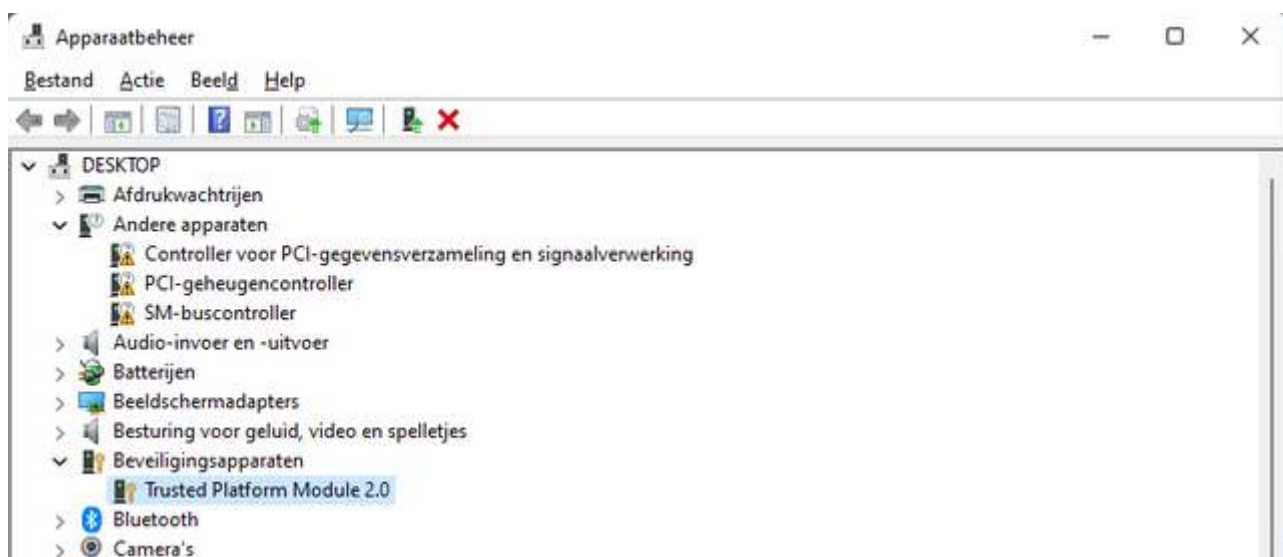 Apparaatbeheer
Bestand Actie Beeld Help
DESKTOP
Afdrukwachtrijen
Andere apparaten
Controller voor PCI-gegevensverzameling en signaalverwerking
PCI-geheugencontroller
SM-buscontroller
Audio-invoer en -uitvoer
Batterijen
Beeldschermadapters
Besturing voor geluid, video en spelletjes
Beveiligingsapparaten
Trusted Platform Module 2.0
Bluetooth
Camera's